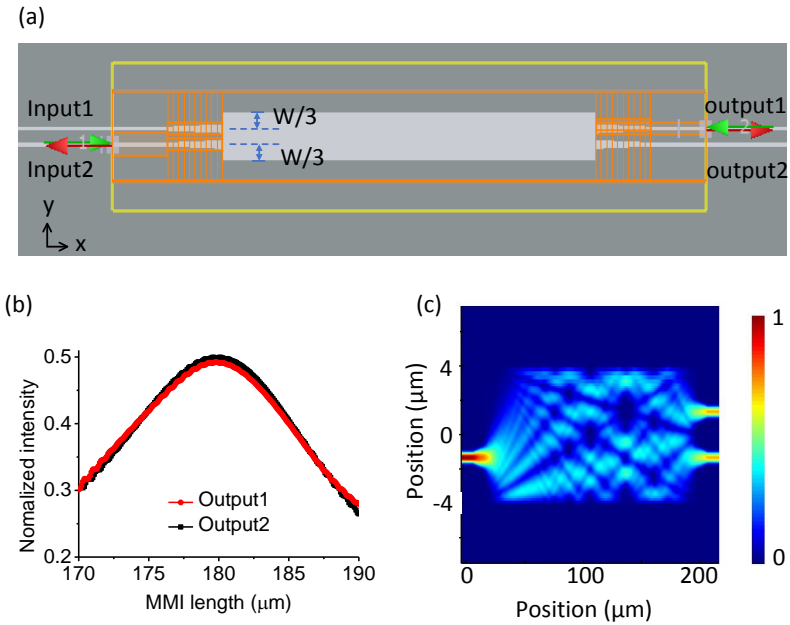 (a)
Input1
W/3
output1
1
2
Input2
W/3
output2
y
x
(b)
(c)
Nomalized intensity
0.5
0.4
0.3
0.2
Output1
Output2
170
175
180
185
190
MMI length (μm)
Position (μm)
4
0
-4
0
100
200
Position (μm)
1
0